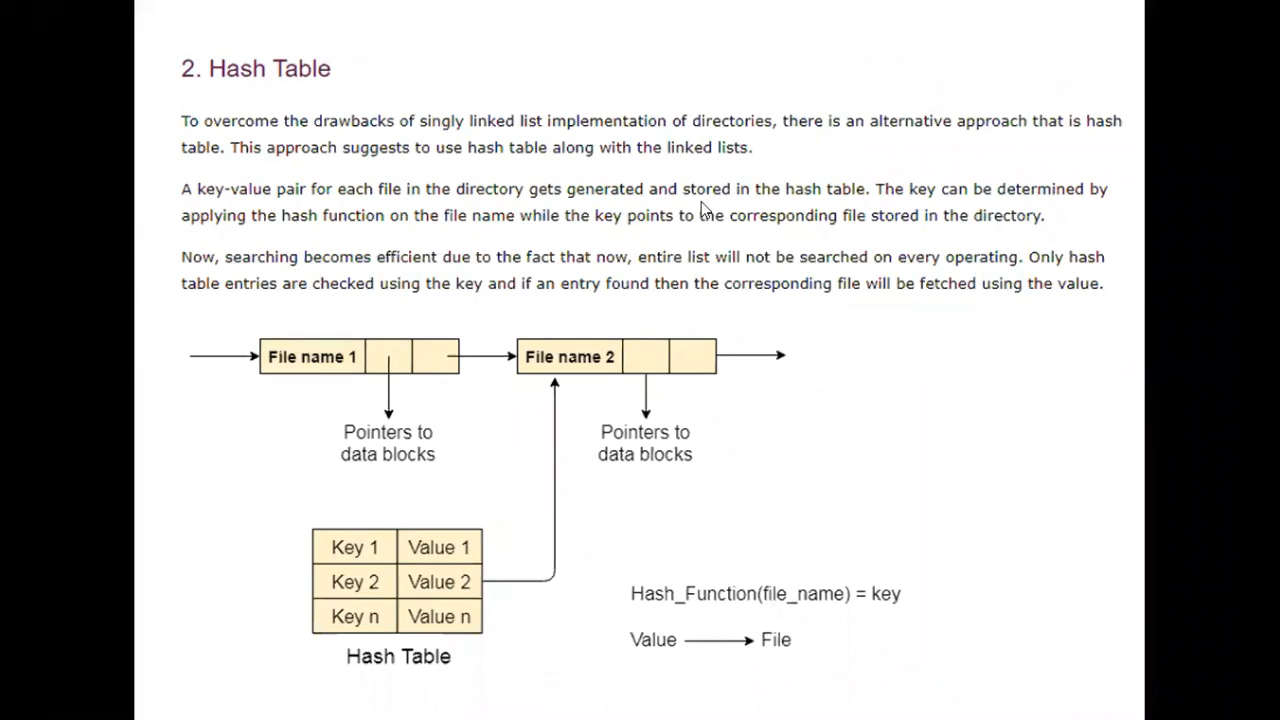 2. Hash Table
To overcome the drawbacks of singly linked list implementation of directories, there is an alternative approach that is hash
table. This approach suggests to use hash table along with the linked lists.
A key-value pair for each file in the directory gets generated and stored in the hash table. The key can be determined by
applying the hash function on the file name while the key points to the corresponding file stored in the directory.
Now, searching becomes efficient due to the fact that now, entire list will not be searched on every operating. Only hash
table entries are checked using the key and if an entry found then the corresponding file will be fetched using the value.
File name 1
File name 2
Pointers to
data blocks
Pointers to
data blocks
Key 1 Value 1
Key 2 Value 2
Key n Value n
Hash Table
Hash_Function(file_name) = key
Value File